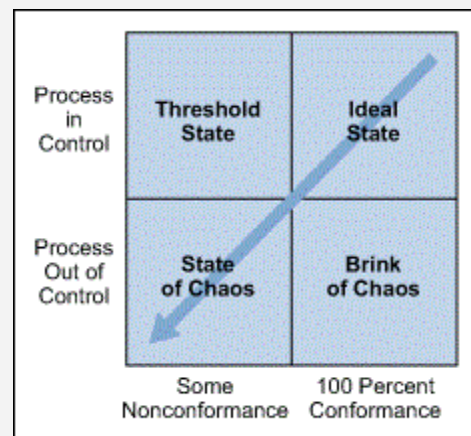 Process
in
Control
Threshold
State
Ideal
State
Process
Out of
Control
State
of Chaos
Brink
of Chaos
Some
Nonconformance
100 Percent
Conformance